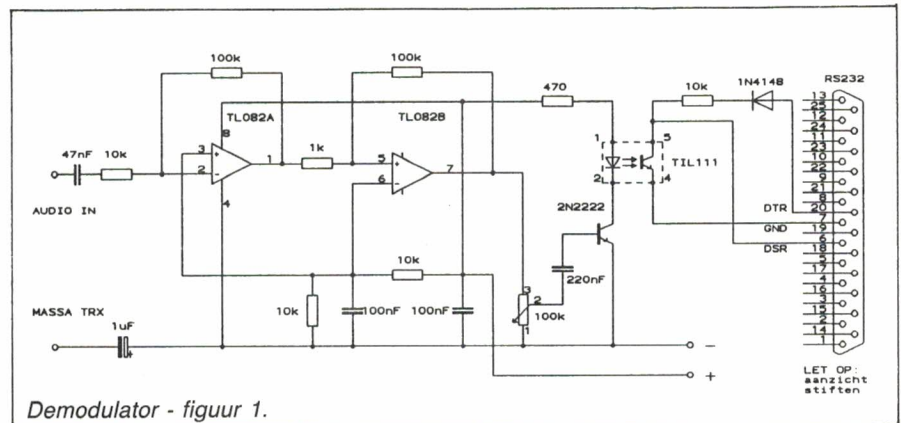 100k
100k
RS232
470
10k
1N4148
13
25
12
24
11
23
10
22
9
21
8
20
7
19
6
18
5
17
4
16
3
15
2
14
1
TL082A
TL082B
8
3
+
2
-
1
4
1k
5
+
6
-
7
1
5
2
4
TIL111
47nF
10k
AUDIO IN
2N2222
DTR
GND
DSR
10k
220nF
10k
100nF
100nF
3
2
100k
1
MASSA TRX
1uF
+
-
+
LET OP:
aanzicht
stiften
Demodulator - figuur 1.